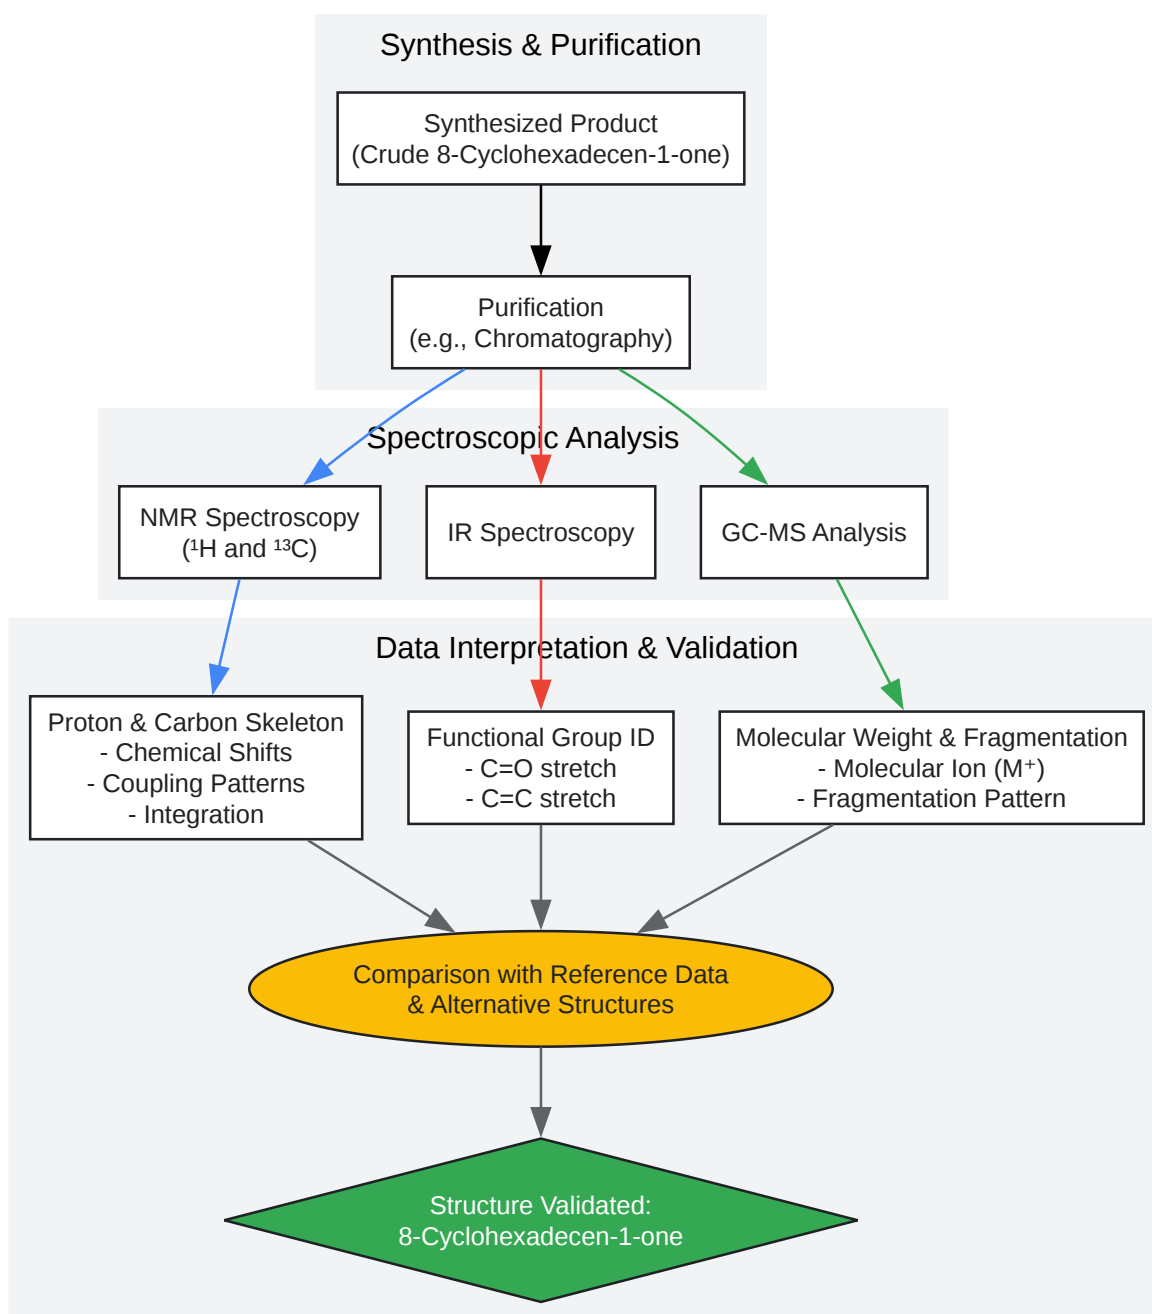 Synthesis & Purification
Synthesized Product
(Crude 8-Cyclohexadecen-1-one)
Purification
(e.g., Chromatography)
Spectroscopic Analysis
NMR Spectroscopy
(¹H and ¹³C)
IR Spectroscopy
GC-MS Analysis
Data Interpretation & Validation
Proton & Carbon Skeleton
- Chemical Shifts
- Coupling Patterns
- Integration
Functional Group ID
- C=O stretch
- C=C stretch
Molecular Weight & Fragmentation
- Molecular Ion (M⁺)
- Fragmentation Pattern
Comparison with Reference Data
& Alternative Structures
Structure Validated:
8-Cyclohexadecen-1-one